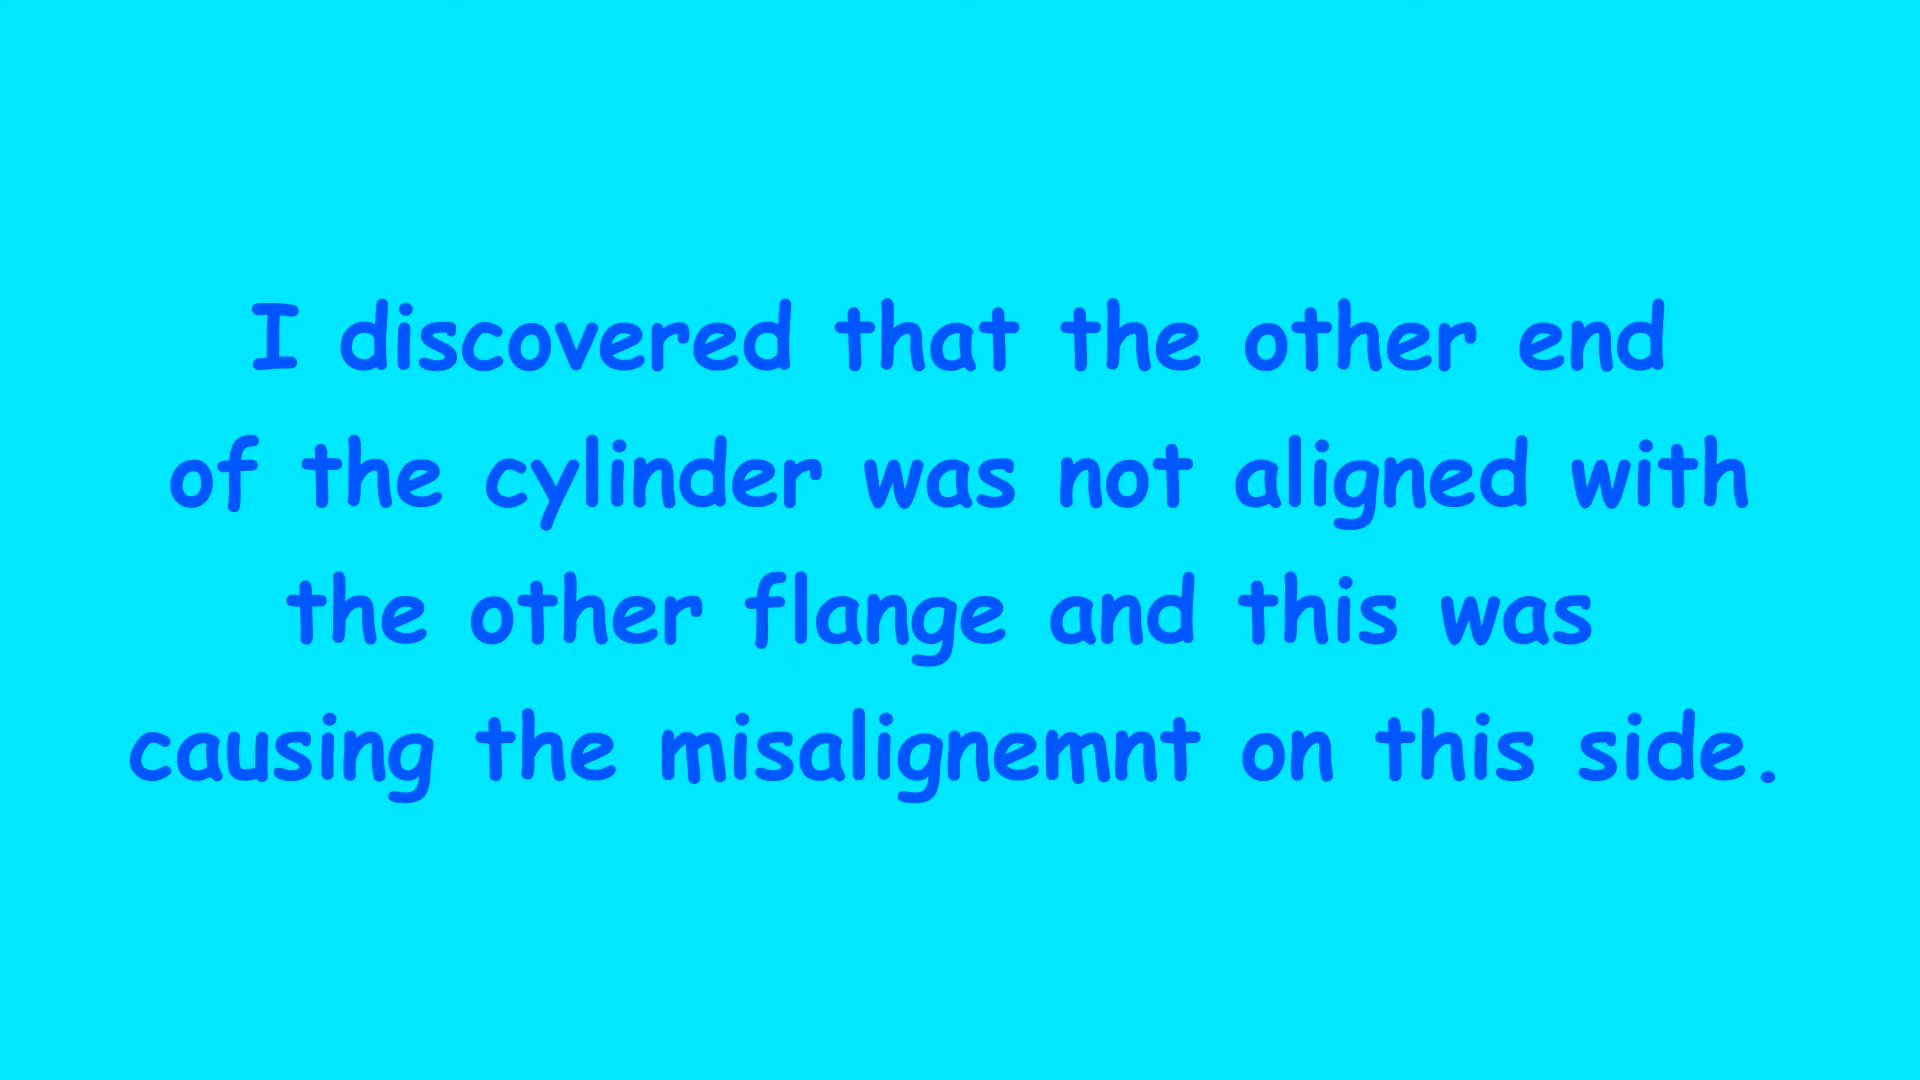 I discovered that the other end
of the cylinder was not aligned with
the other flange and this was
causing the misalignemnt on this side.